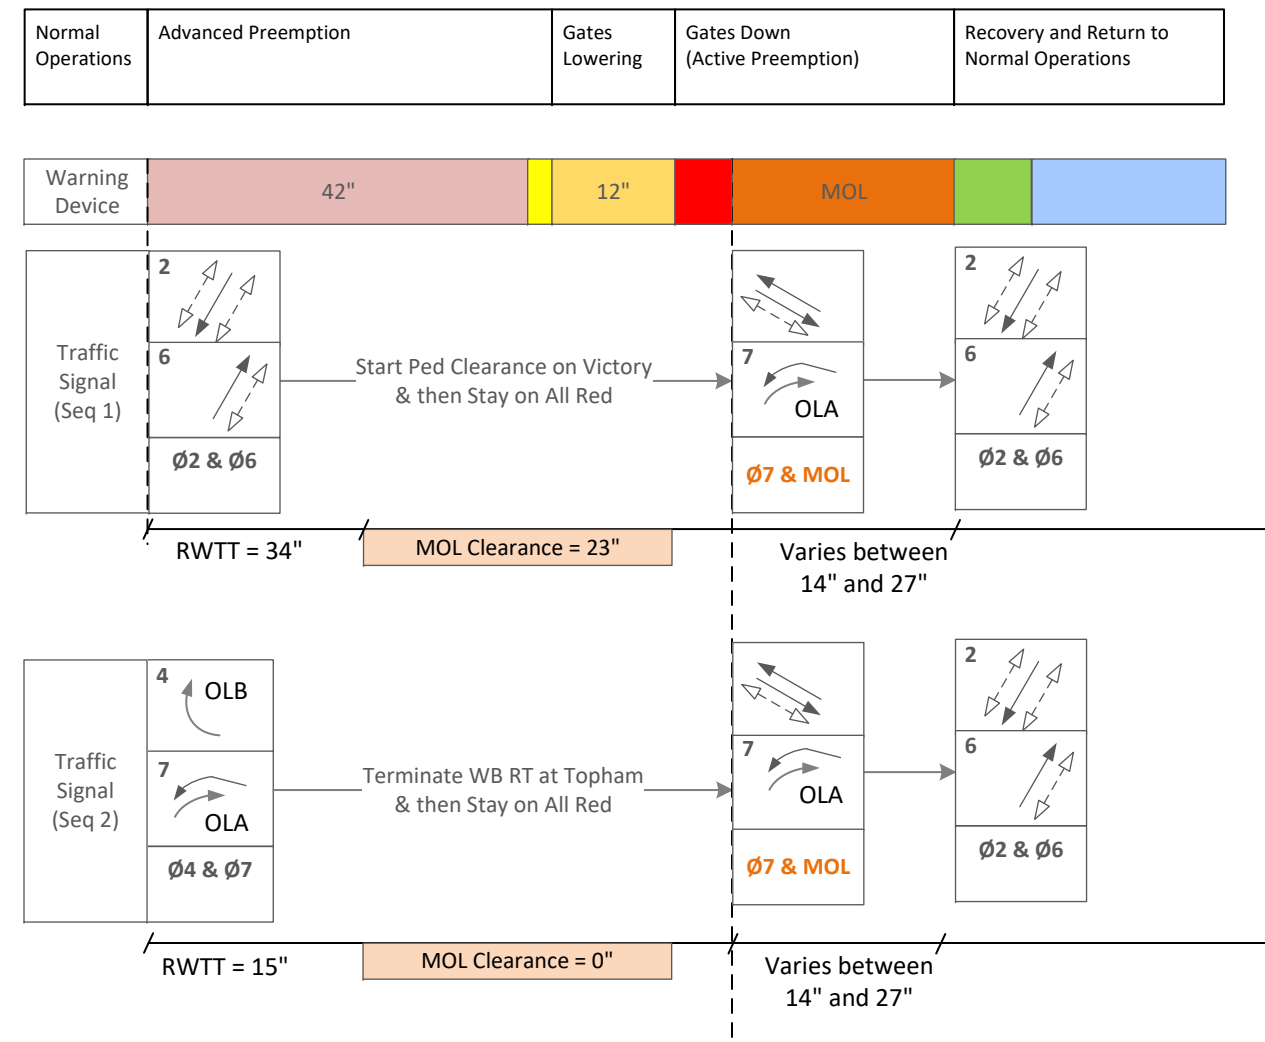 Normal
Operations
Advanced Preemption
Gates
Lowering
Gates Down
(Active Preemption)
Recovery and Return to
Normal Operations
Warning
Device
42"
12"
MOL
Traffic
Signal
(Seq 1)
2
6
Ø2 & Ø6
Start Ped Clearance on Victory
& then Stay on All Red
7
OLA
Ø7 & MOL
2
6
Ø2 & Ø6
RWTT = 34"
MOL Clearance = 23"
Varies between
14" and 27"
Traffic
Signal
(Seq 2)
4
OLB
7
OLA
Ø4 & Ø7
Terminate WB RT at Topham
& then Stay on All Red
7
OLA
Ø7 & MOL
2
6
Ø2 & Ø6
RWTT = 15"
MOL Clearance = 0"
Varies between
14" and 27"